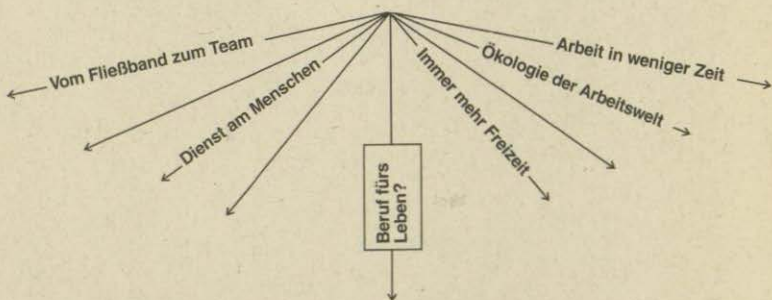 Vom Fließband zum Team
Dienst am Menschen
Beruf fürs
Leben?
Immer mehr Freizeit
Ökologie der Arbeitswelt
Arbeit in weniger Zeit